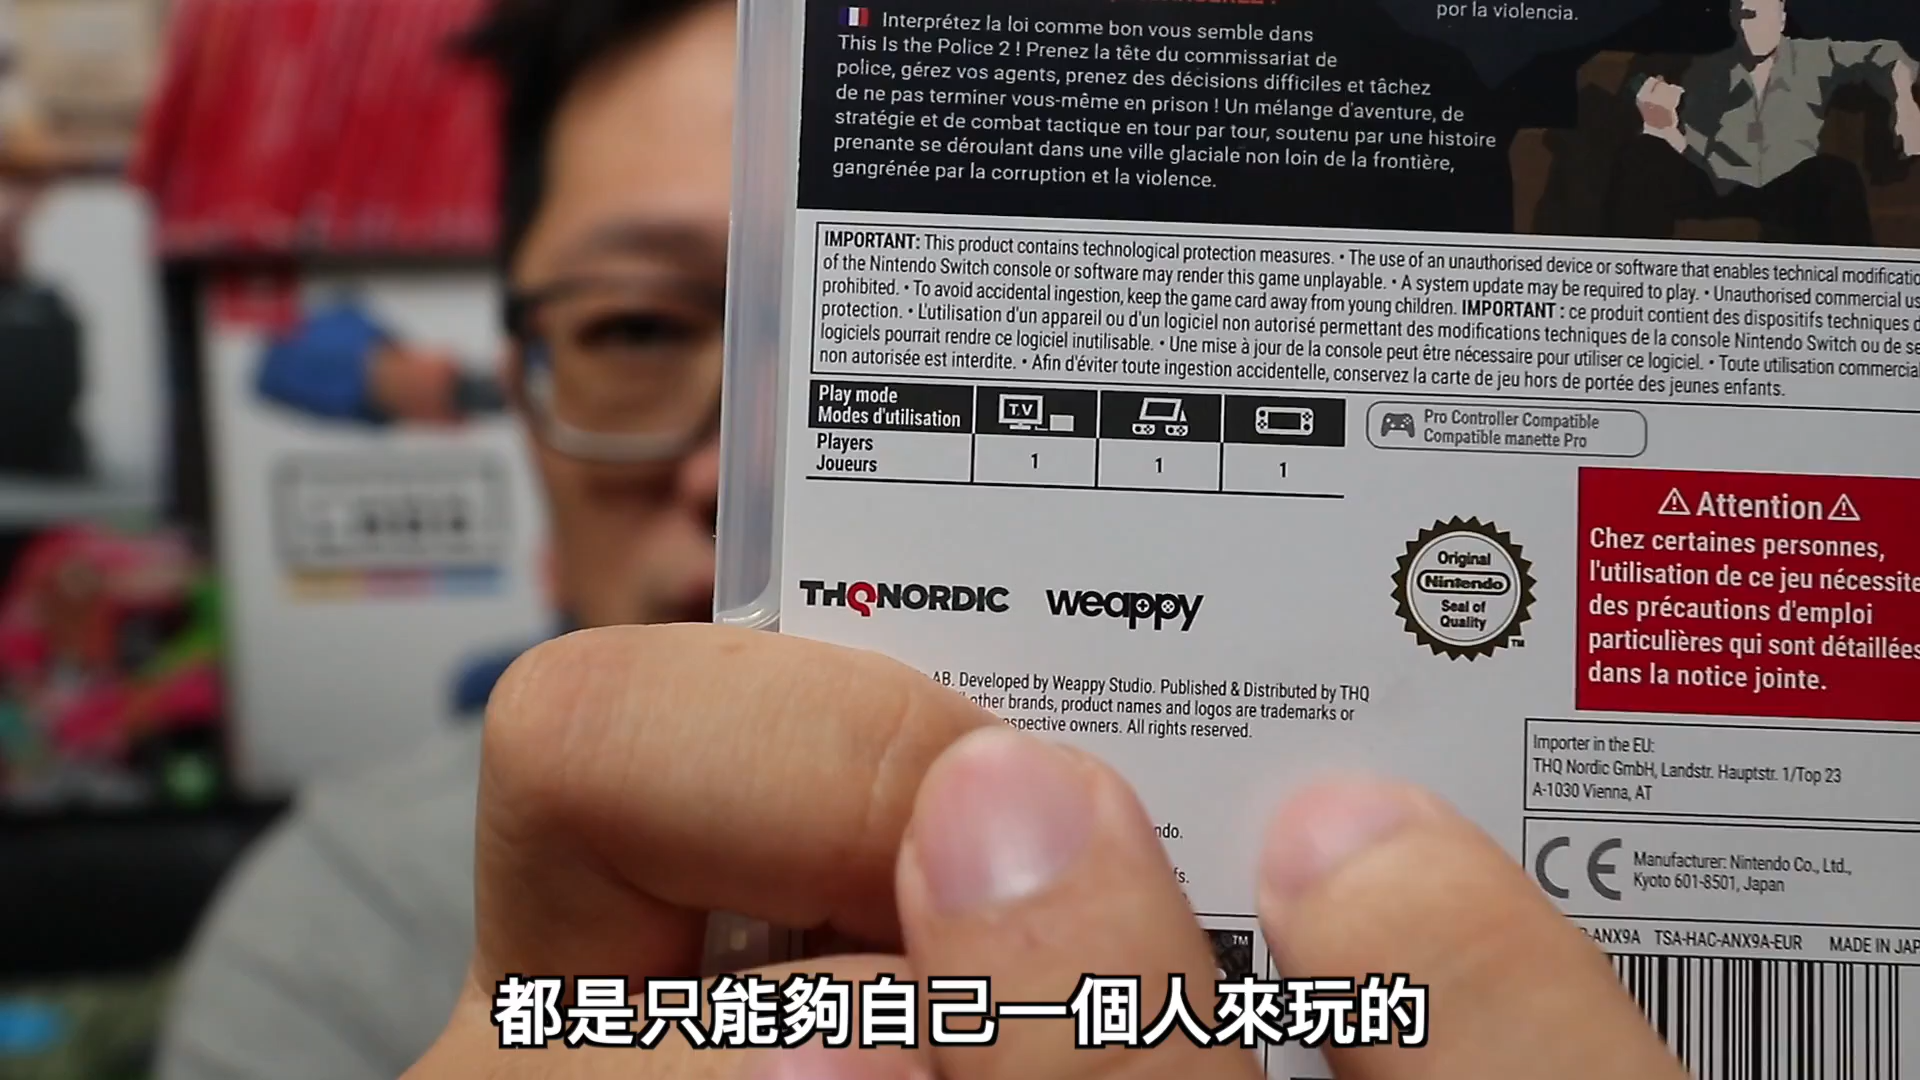 por la violencia.
Interprétez la loi comme bon vous semble dans
This Is the Police 2 ! Prenez la tête du commissariat de
police, gérez vos agents, prenez des décisions difficiles et tâchez
de ne pas terminer vous-même en prison ! Un mélange d'aventure, de
stratégie et de combat tactique en tour par tour, soutenu par une histoire
prenante se déroulant dans une ville glaciale non loin de la frontière,
gangrénée par la corruption et la violence.
IMPORTANT: This product contains technological protection measures. • The use of an unauthorised device or software that enables technical
of the Nintendo Switch console or software may render this game unplayable. • A system update may be required to play. • Unauthorised commercial
prohibited. • To avoid accidental ingestion, keep the game card away from young children. IMPORTANT : ce produit contient des dispositifs techniques
protection. • L'utilisation d'un appareil ou d'un logiciel non autorisé permettant des modifications techniques de la console Nintendo Switch ou de
logiciels pourrait rendre ce logiciel inutilisable. • Une mise à jour de la console peut être nécessaire pour utiliser ce logiciel. • Toute utilisation
non autorisée est interdite. • Afin d'éviter toute ingestion accidentelle, conservez la carte de jeu hors de portée des jeunes enfants.
Play mode
Modes d'utilisation
TV
Players
Joueurs
1 1 1
Pro Controller Compatible
Compatible manette Pro
THQNORDIC weappy
Original
Nintendo
Seal of
Quality
TM
Attention
Chez certaines personnes,
l'utilisation de ce jeu nécessite
des précautions d'emploi
particulières qui sont détaillées
dans la notice jointe.
AB. Developed by Weappy Studio. Published & Distributed by THQ
other brands, product names and logos are trademarks or
owners. All rights reserved.
Importer in the EU:
THQ Nordic GmbH, Landstr. Hauptstr. 1/Top 23
A-1030 Vienna, AT
CE
Manufacturer: Nintendo Co., Ltd.,
Kyoto 601-8501, Japan
-ANX9A TSA-HAC-ANX9A-EUR MADE IN
TM
都是只能夠自己一個人來玩的